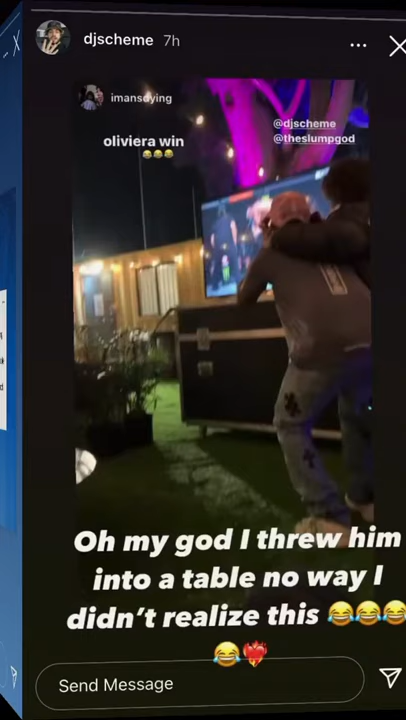 djscheme 7h
imansoying
@djscheme
oliviera win
@theslumpgod
😂😂😂
Oh my god I threw him
into a table no way I
didn't realize this 😂😂😂
😂❤️‍🔥
Send Message